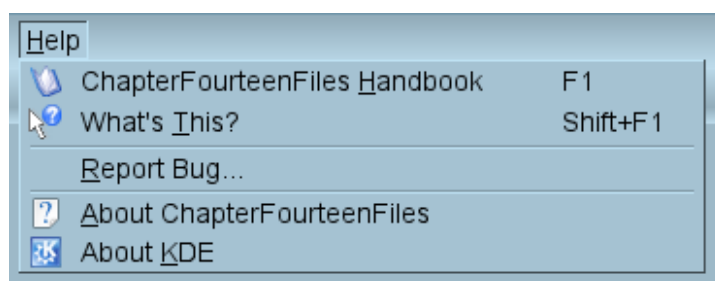 Help
ChapterFourteenFiles Handbook F1
What's This? Shift+F1
Report Bug...
About ChapterFourteenFiles
About KDE